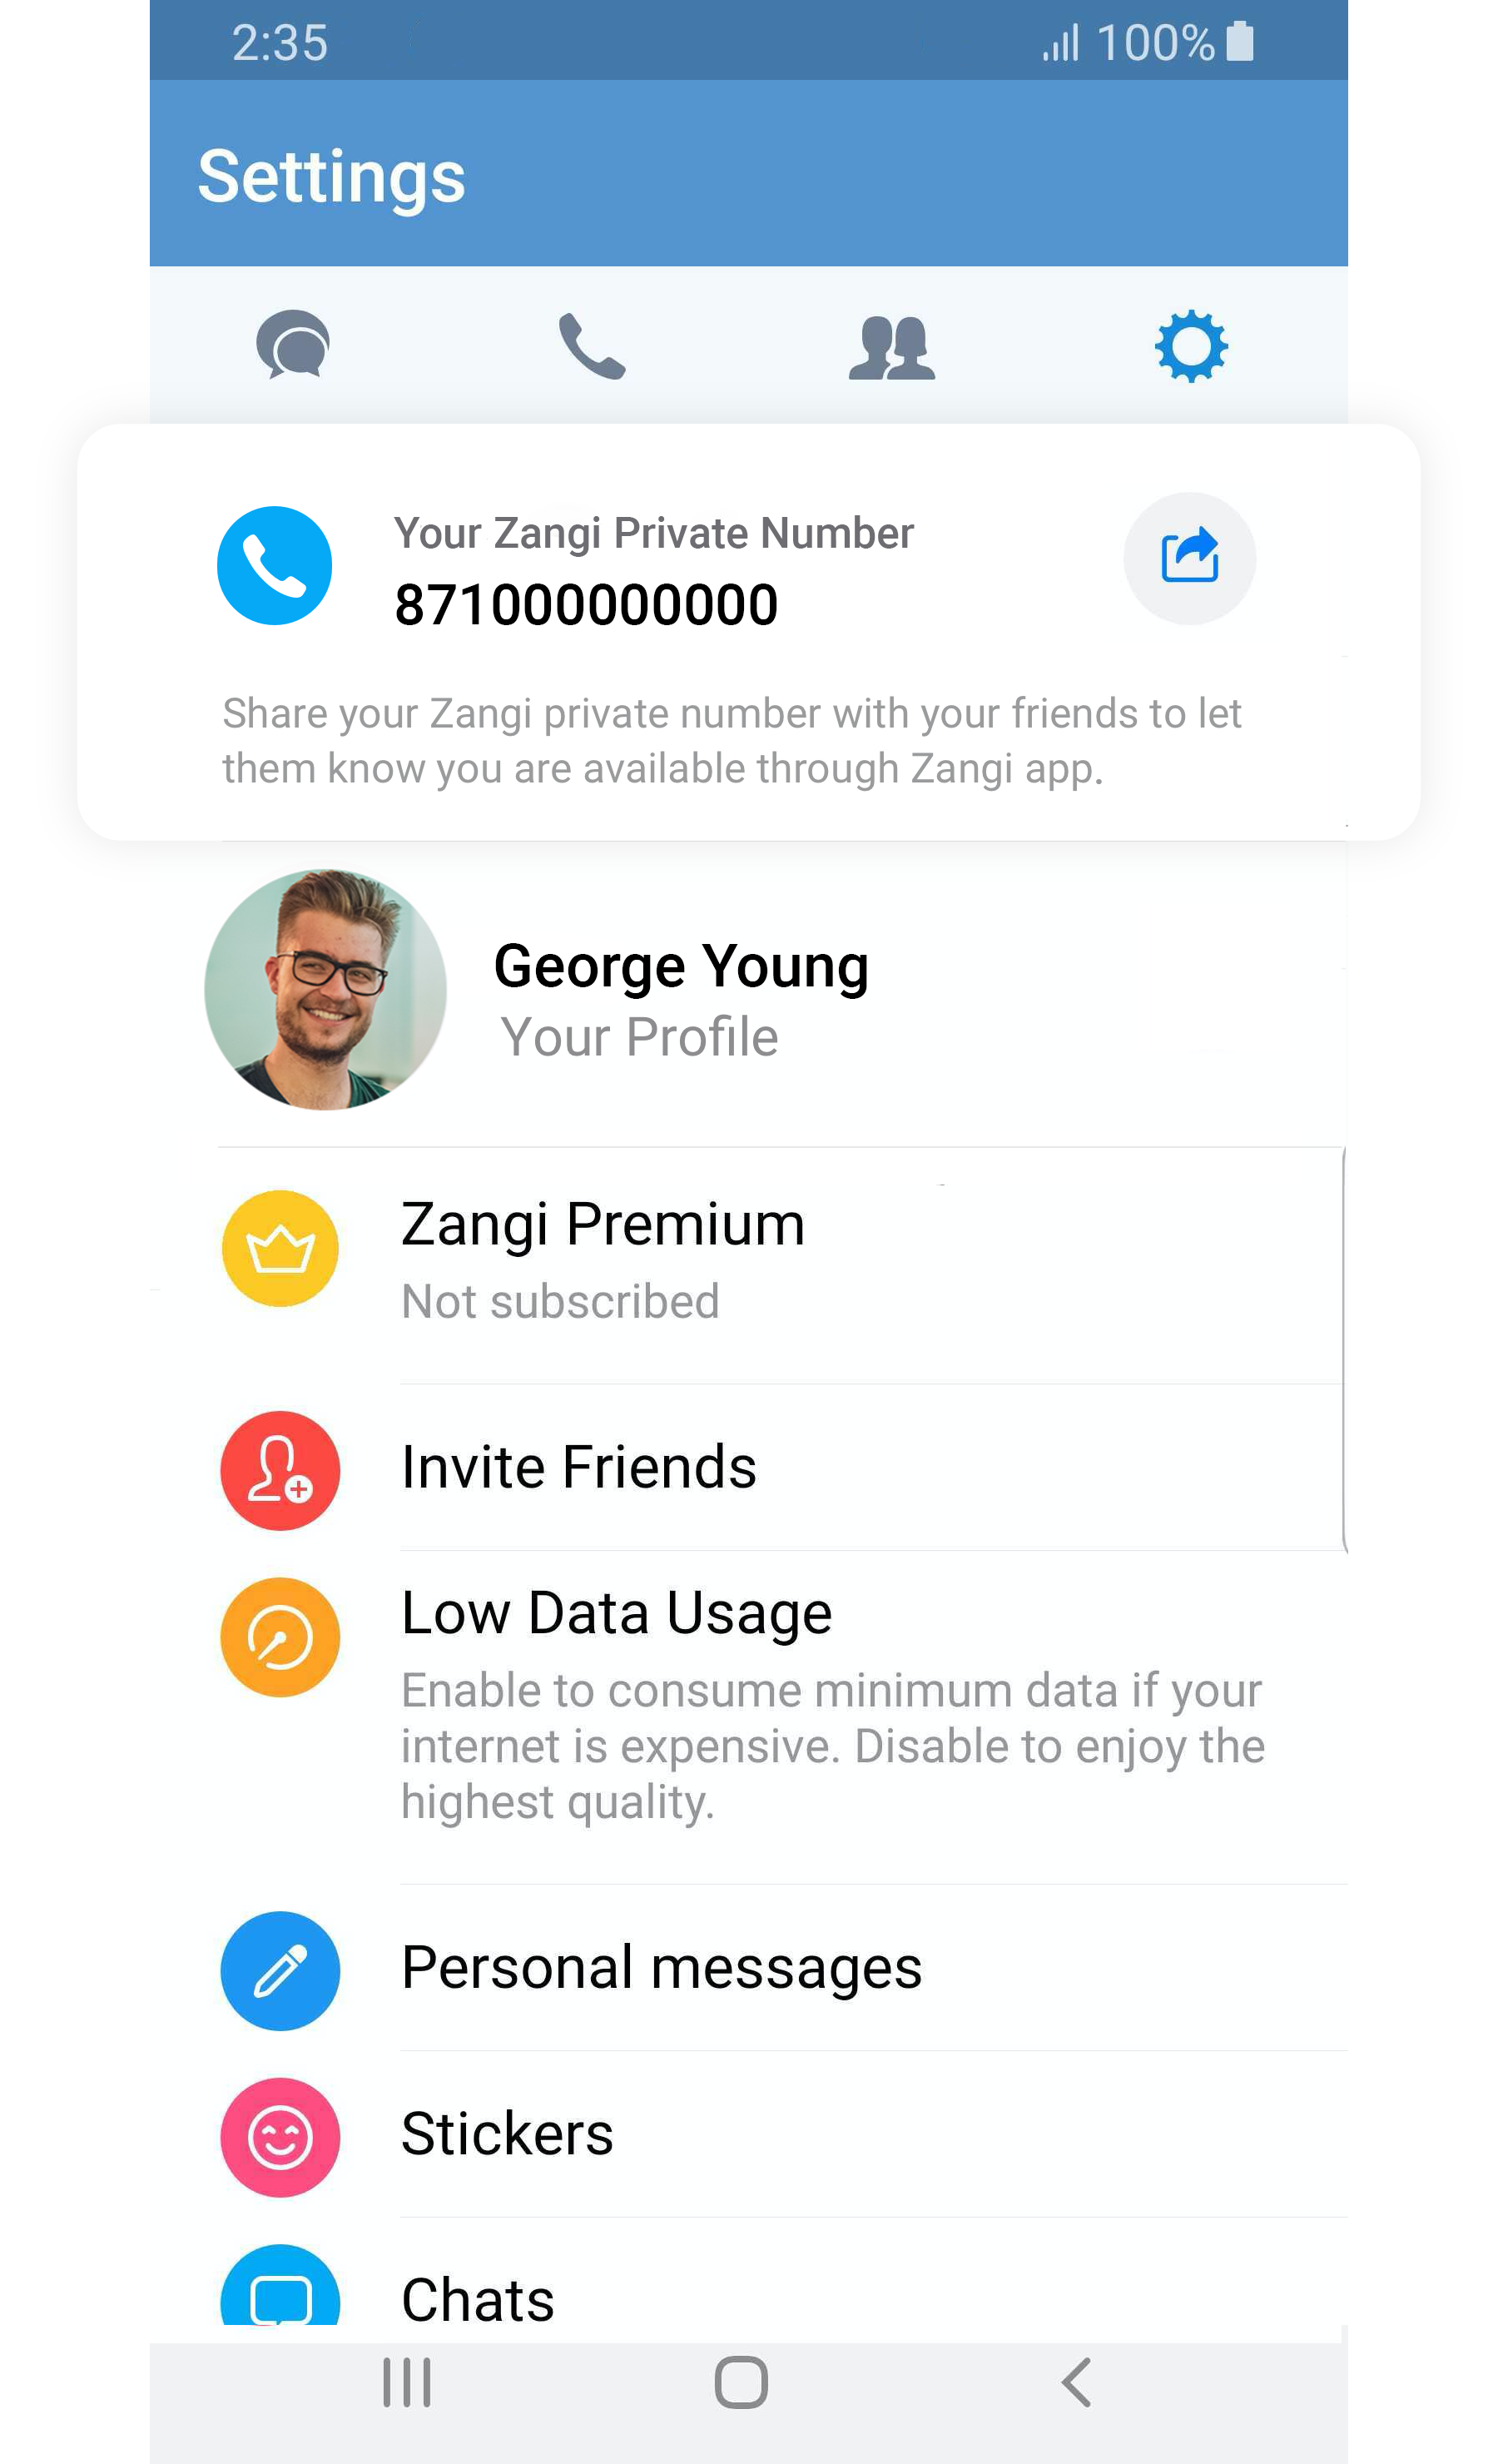 2:35
100%
Settings
Your Zangi Private Number
871000000000
Share your Zangi private number with your friends to let
them know you are available through Zangi app.
George Young
Your Profile
Zangi Premium
Not subscribed
Invite Friends
Low Data Usage
Enable to consume minimum data if your
internet is expensive. Disable to enjoy the
highest quality.
Personal messages
Stickers
Chats